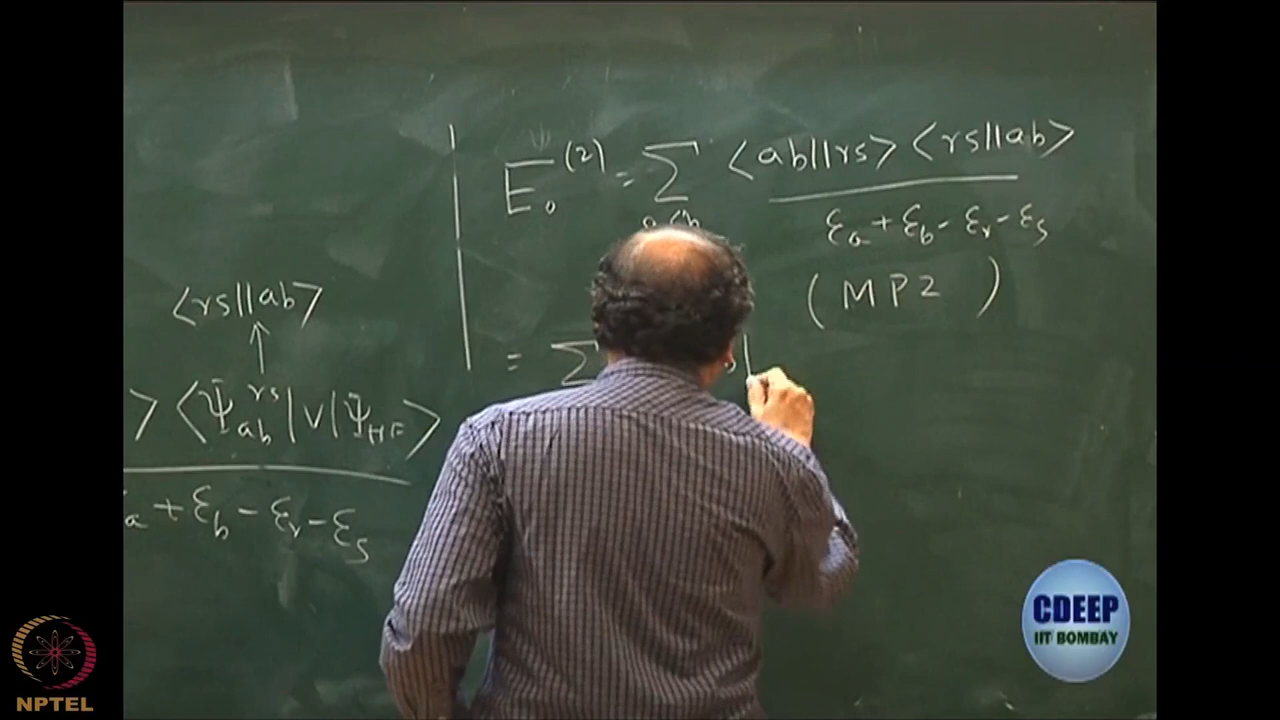 E₀⁽²⁾ = Σ <ab||rs> <rs||ab>
a<b
εₐ + ε_b - ε_r - ε_s
(MP2)
<rs||ab>
= Σ
> <Ψ_ab^rs|V|Ψ_HF>
a + ε_b - ε_r - ε_s
CDEEP
IIT BOMBAY
NPTEL